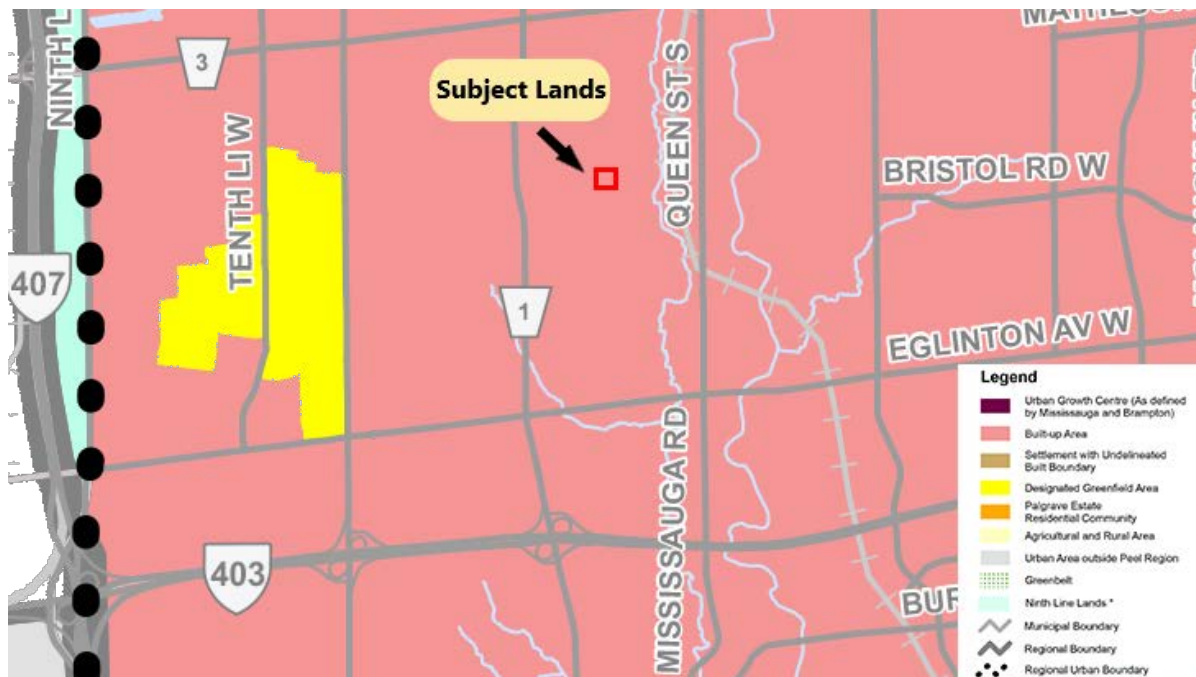 MATHESON
NINTH L
3
QUEEN ST S
Subject Lands
TENTH LI W
BRISTOL RD W
407
1
EGLINTON AV W
MISSISSAUGA RD
403
BUR
Legend
Urban Growth Centre (As defined
by Mississauga and Brampton)
Built-up Area
Settlement with Undelineated
Built Boundary
Designated Greenfield Area
Palgrave Estate
Residential Community
Agricultural and Rural Area
Urban Area outside Peel Region
Greenbelt
Ninth Line Lands *
Municipal Boundary
Regional Boundary
Regional Urban Boundary